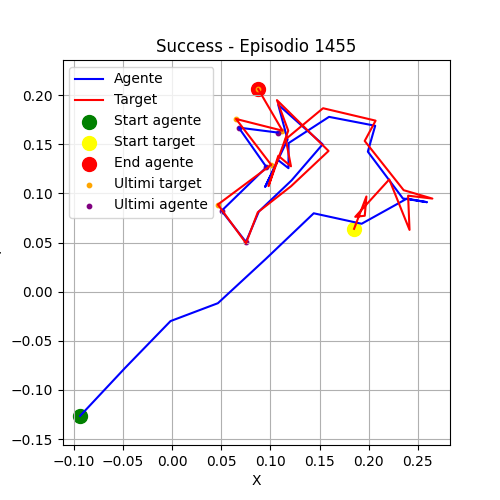 Success - Episodio 1455
Agente
Target
Start agente
Start target
End agente
Ultimi target
Ultimi agente
0.20
0.15
0.10
0.05
0.00
−0.05
−0.10
−0.15
−0.10 −0.05 0.00 0.05 0.10 0.15 0.20 0.25
X